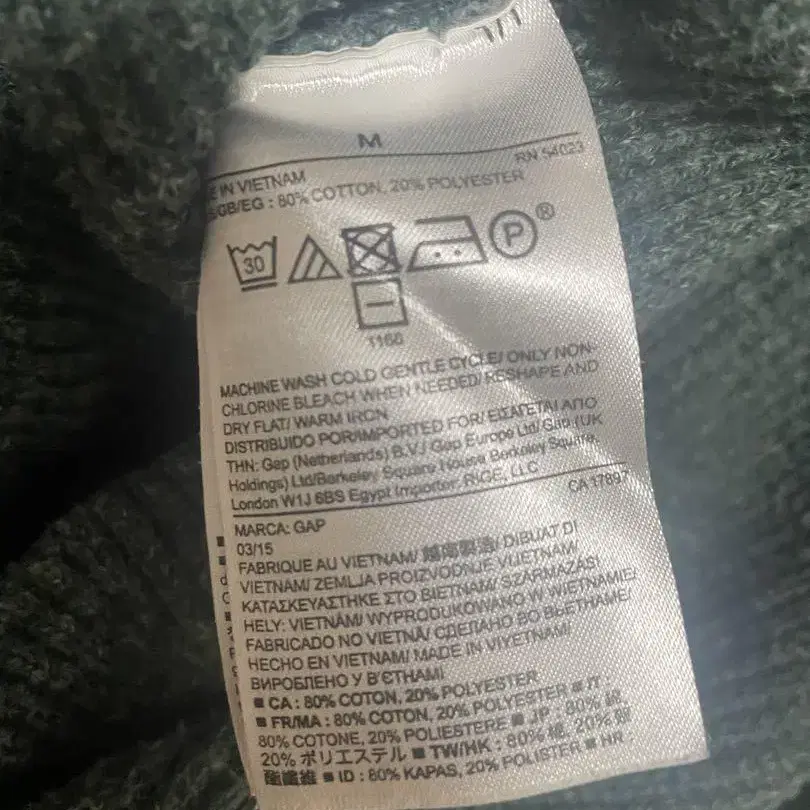 1/1
M
E IN VIETNAM
RN 54023
GB/EG : 80% COTTON, 20% POLYESTER
30
P®
1160
MACHINE WASH COLD GENTLE CYCLE/ ONLY NON-
CHLORINE BLEACH WHEN NEEDED/ RESHAPE AND
DRY FLAT/ WARM IRON
DISTRIBUIDO POR/IMPORTED FOR/ ΕΙΣΑΓΕΤΑΙ ΑΠΟ
ΤΗΝ: Gap (Netherlands) B.V./ Gap Europe Ltd/ Gap (UK
Holdings) Ltd/Berkeley Square House Berkeley Square,
London W1J 6BS Egypt Importer: RIGE, LLC
CA 17897
MARCA: GAP
03/15
FABRIQUE AU VIETNAM/ 越南製造/ DIBUAT DI
VIETNAM/ ZEMLJA PROIZVODNJE VIJETNAM/
ΚΑΤΑΣΚΕΥΑΣΤΗΚΕ ΣΤΟ ΒΙΕΤΝΑΜ/ SZÁRMAZÁSI
HELY: VIETNÁM/ WYPRODUKOWANO W WIETNAMIE/
FABRICADO NO VIETNÃ/ СДЕЛАНО ВО ВЬЕТНАМЕ/
HECHO EN VIETNAM/ MADE IN VIYETNAM/
ВИРОБЛЕНО У В'ЄТНАМІ
■ CA : 80% COTON, 20% POLYESTER
■ FR/MA : 80% COTON, 20% POLYESTER ■ IT :
80% COTONE, 20% POLIESTERE ■ JP : 80% 綿
20% ポリエステル ■ TW/HK : 80% 棉, 20% 聚
酯纖維 ■ ID : 80% KAPAS, 20% POLISTER ■ HR :